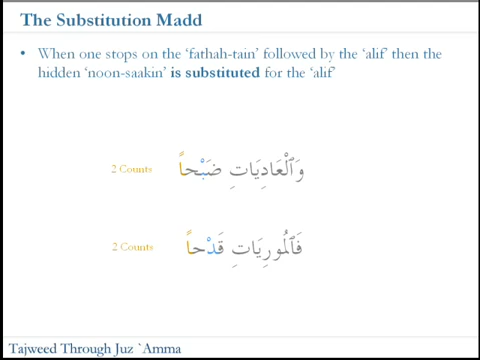 The Substitution Madd
• When one stops on the ‘fathah-tain’ followed by the ‘alif’ then the
hidden ‘noon-saakin’ is substituted for the ‘alif’
2 Counts وَٱلْعَادِيَاتِ ضَبْحاً
2 Counts فَٱلْمُورِيَاتِ قَدْحاً
Tajweed Through Juz `Amma